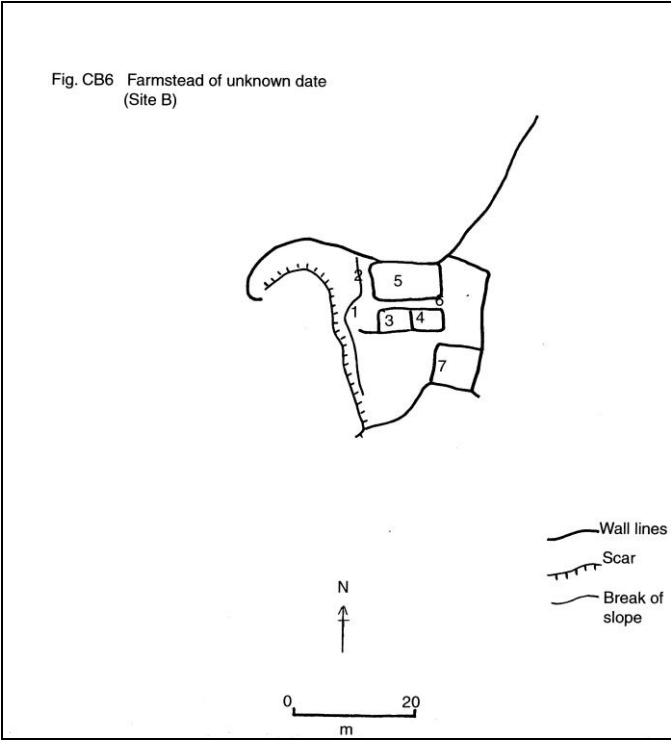 Fig. CB6 Farmstead of unknown date
(Site B)
2
5
6
1
3
4
7
Wall lines
Scar
Break of
slope
N
0 20
m